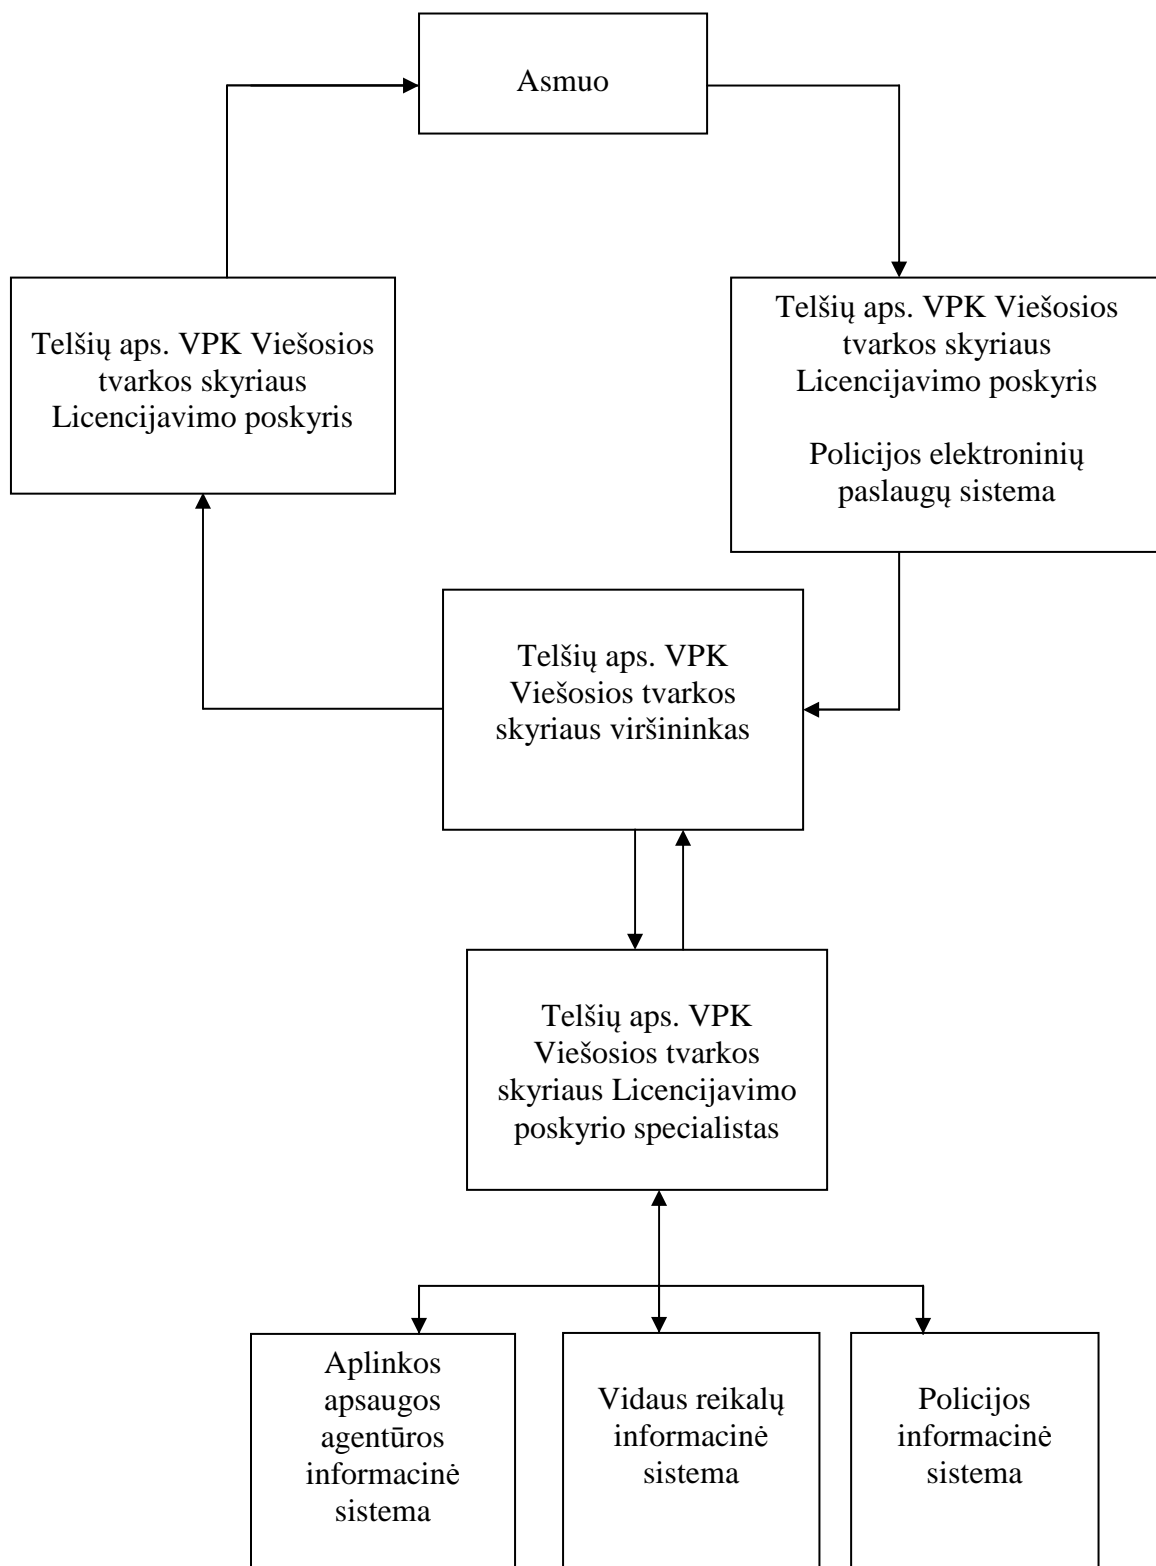 Asmuo
Telšių aps. VPK Viešosios
tvarkos skyriaus
Licencijavimo poskyris
Telšių aps. VPK Viešosios
tvarkos skyriaus
Licencijavimo poskyris
Policijos elektroninių
paslaugų sistema
Telšių aps. VPK
Viešosios tvarkos
skyriaus viršininkas
Telšių aps. VPK
Viešosios tvarkos
skyriaus Licencijavimo
poskyrio specialistas
Aplinkos
apsaugos
agentūros
informacinė
sistema
Vidaus reikalų
informacinė
sistema
Policijos
informacinė
sistema